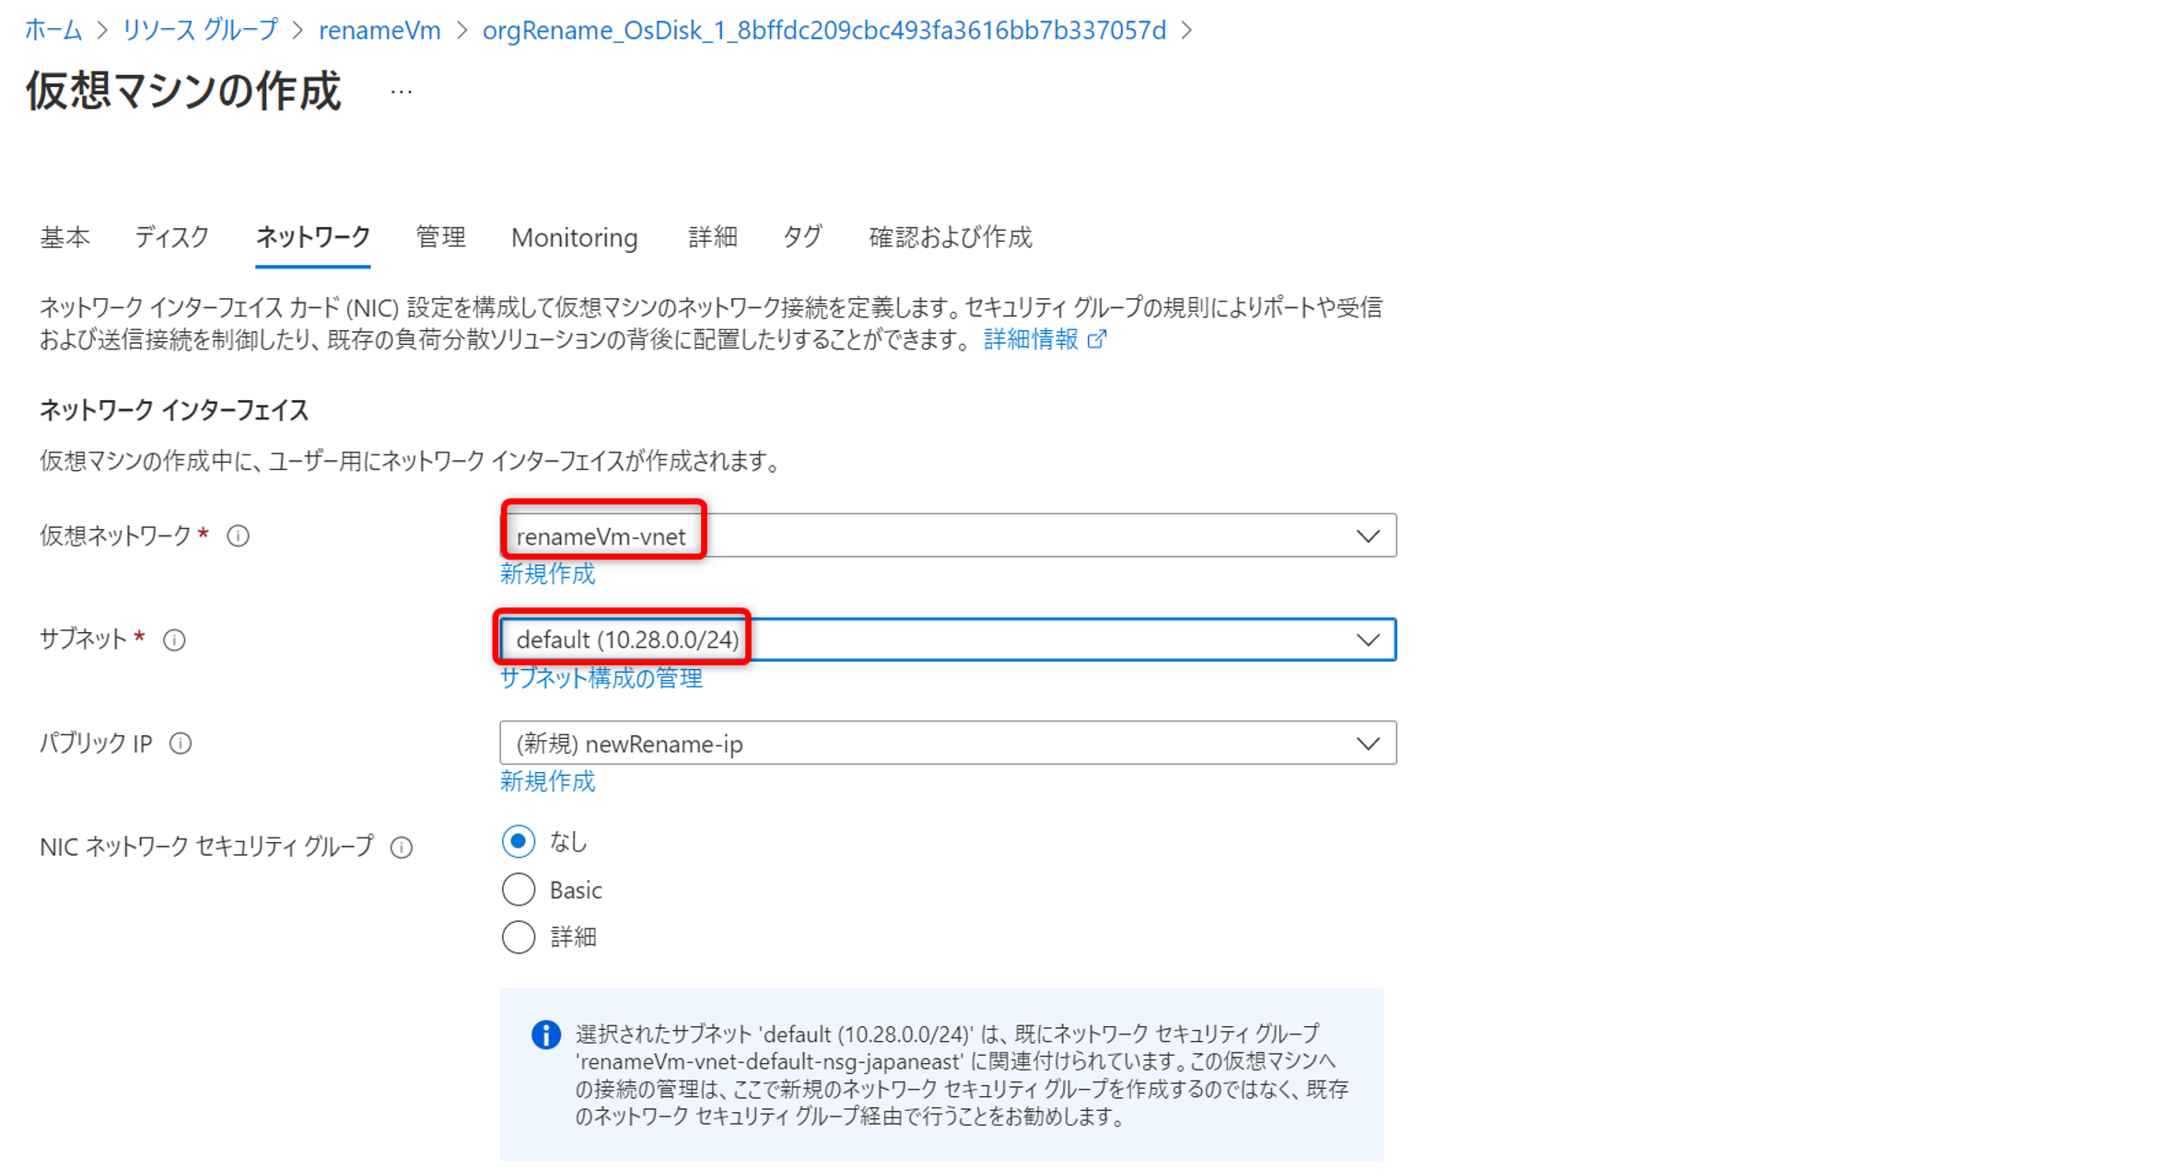 ホーム > リソース グループ > renameVm > orgRename_OsDisk_1_8bffdc209cbc493fa3616bb7b337057d >
仮想マシンの作成 …
基本 ディスク ネットワーク 管理 Monitoring 詳細 タグ 確認および作成
ネットワーク インターフェイス カード (NIC) 設定を構成して仮想マシンのネットワーク接続を定義します。セキュリティ グループの規則によりポートや受信
および送信接続を制御したり、既存の負荷分散ソリューションの背後に配置したりすることができます。 詳細情報
ネットワーク インターフェイス
仮想マシンの作成中に、ユーザー用にネットワーク インターフェイスが作成されます。
仮想ネットワーク * renameVm-vnet
新規作成
サブネット * default (10.28.0.0/24)
サブネット構成の管理
パブリック IP (新規) newRename-ip
新規作成
NIC ネットワーク セキュリティ グループ なし
Basic
詳細
選択されたサブネット 'default (10.28.0.0/24)' は、既にネットワーク セキュリティ グループ
'renameVm-vnet-default-nsg-japaneast' に関連付けられています。この仮想マシンへ
の接続の管理は、ここで新規のネットワーク セキュリティ グループを作成するのではなく、既存
のネットワーク セキュリティ グループ経由で行うことをお勧めします。